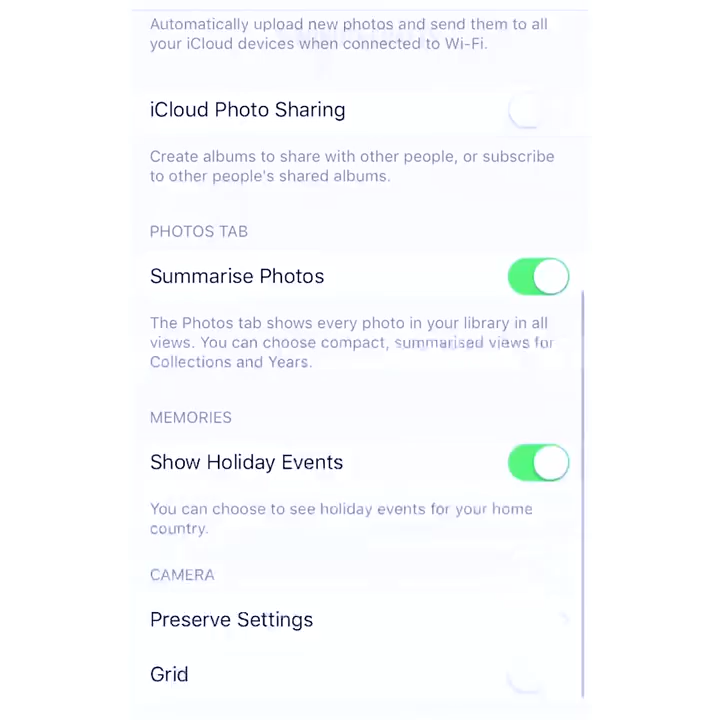 Automatically upload new photos and send them to all
your iCloud devices when connected to Wi-Fi.
iCloud Photo Sharing
Create albums to share with other people, or subscribe
to other people's shared albums.
PHOTOS TAB
Summarise Photos
The Photos tab shows every photo in your library in all
views. You can choose compact, summarised views for
Collections and Years.
MEMORIES
Show Holiday Events
You can choose to see holiday events for your home
country.
CAMERA
Preserve Settings
Grid